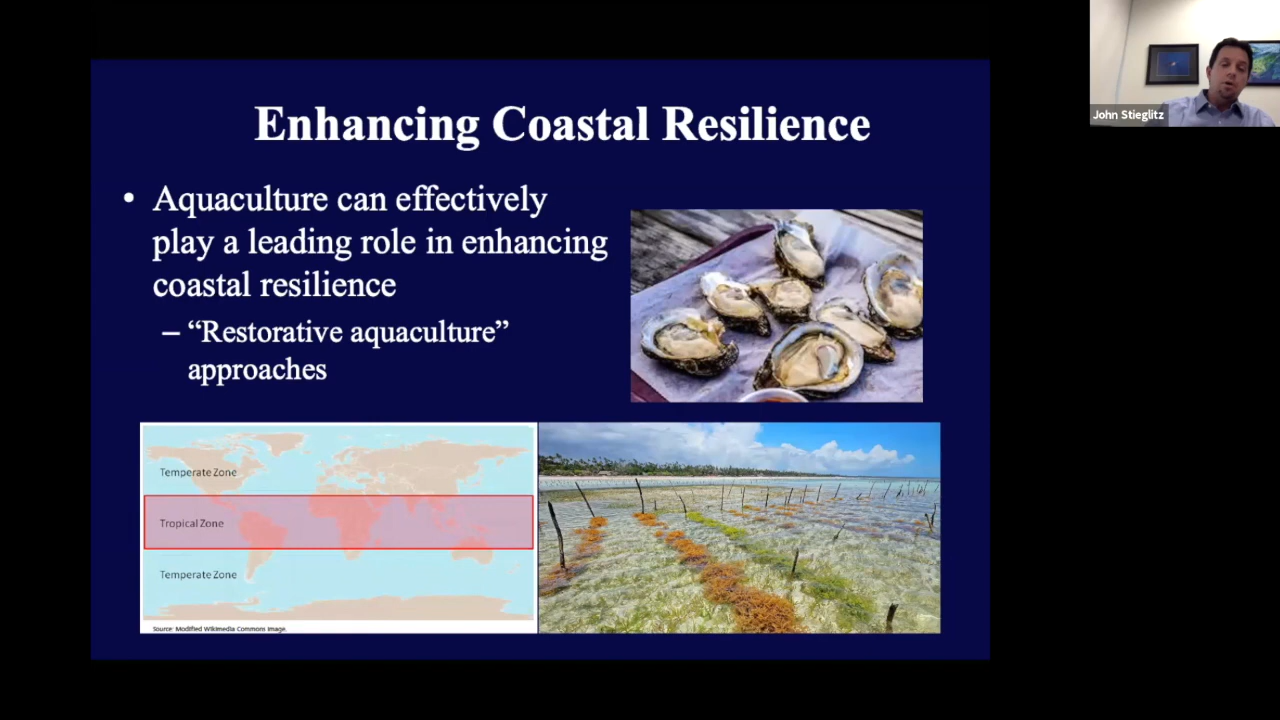 Enhancing Coastal Resilience
• Aquaculture can effectively
play a leading role in enhancing
coastal resilience
– “Restorative aquaculture”
approaches
Temperate Zone
Tropical Zone
Temperate Zone
Source: Modified Wikimedia Commons image.
John Stieglitz